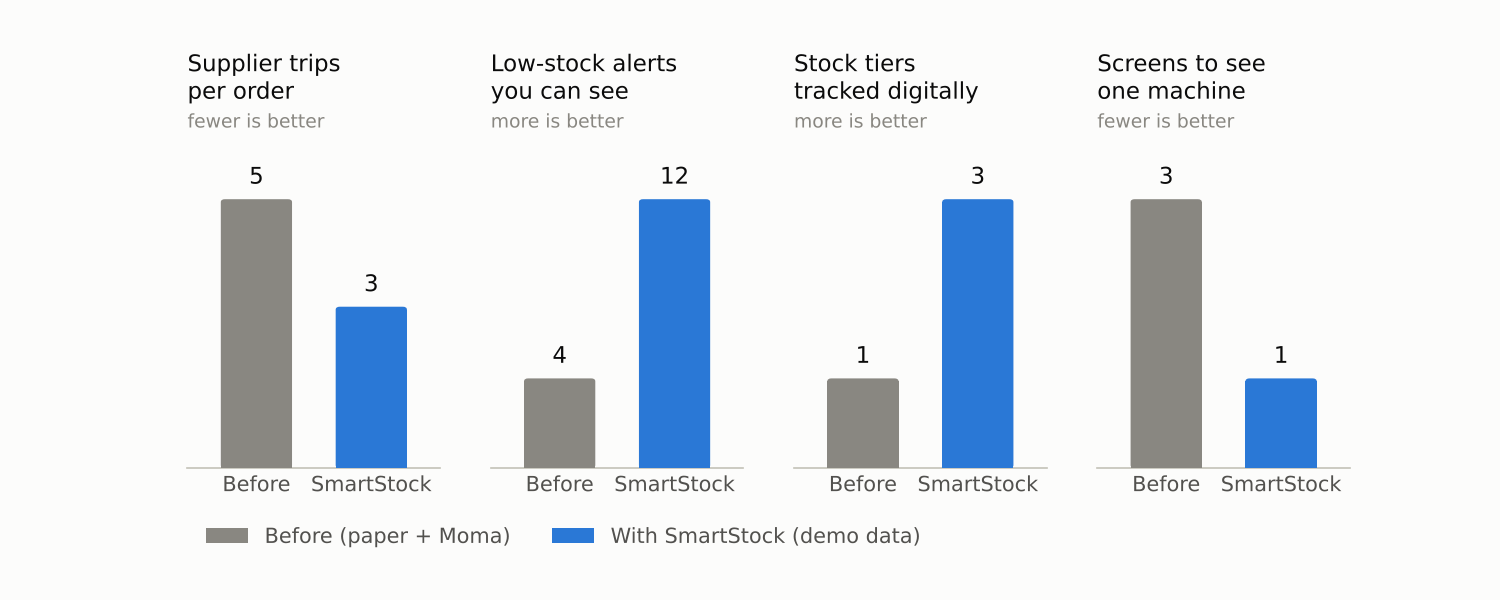 Supplier trips
per order
fewer is better
5
3
Before SmartStock
Low-stock alerts
you can see
more is better
4
12
Before SmartStock
Stock tiers
tracked digitally
more is better
1
3
Before SmartStock
Screens to see
one machine
fewer is better
3
1
Before SmartStock
Before (paper + Moma)
With SmartStock (demo data)